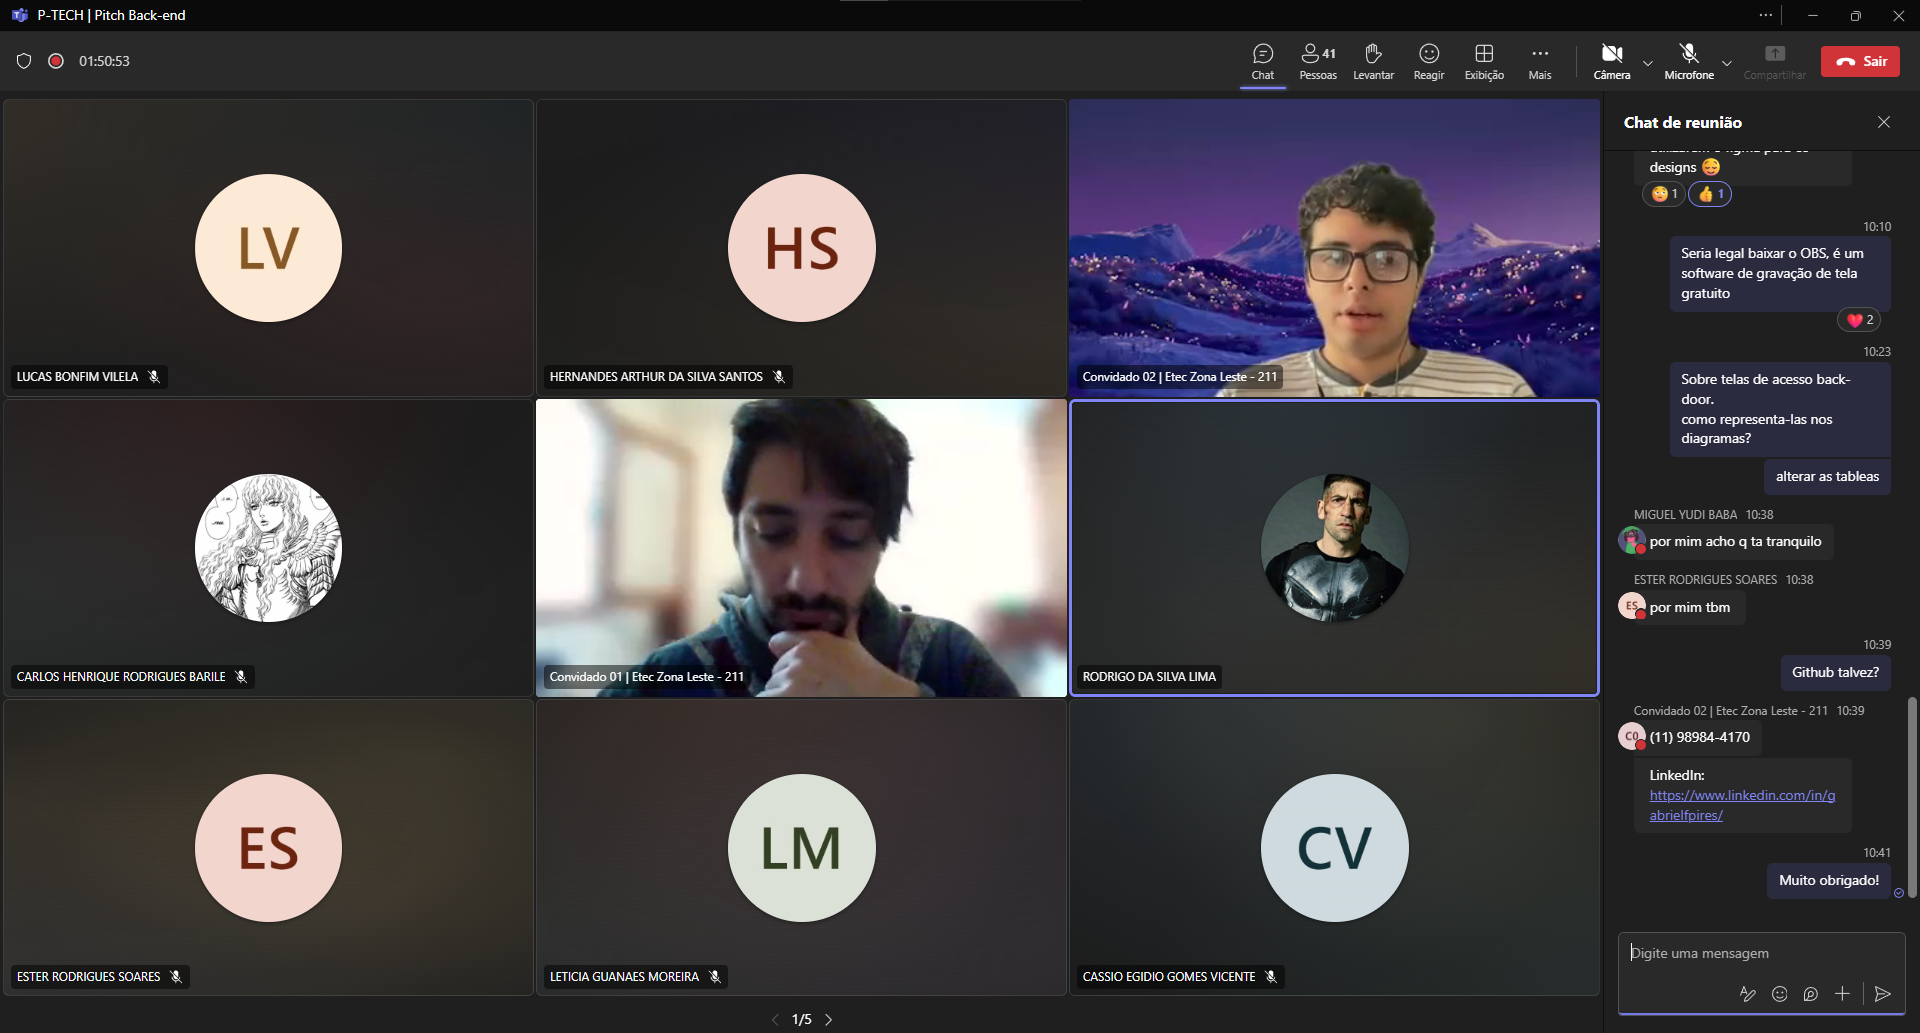 P-TECH | Pitch Back-end
01:50:53
Chat
41
Pessoas
Levantar
Reagir
Exibição
Mais
Câmera
Microfone
Compartilhar
Sair
LV
LUCAS BONFIM VILELA
HS
HERNANDES ARTHUR DA SILVA SANTOS
Convidado 02 | Etec Zona Leste - 211
CARLOS HENRIQUE RODRIGUES BARILE
Convidado 01 | Etec Zona Leste - 211
RODRIGO DA SILVA LIMA
ES
ESTER RODRIGUES SOARES
LM
LETICIA GUANAES MOREIRA
CV
CASSIO EGIDIO GOMES VICENTE
1/5
Chat de reunião
designs
1
1
10:10
Seria legal baixar o OBS, é um
software de gravação de tela
gratuito
2
10:23
Sobre telas de acesso back-
door.
como representa-las nos
diagramas?
alterar as tableas
MIGUEL YUDI BABA 10:38
por mim acho q ta tranquilo
ESTER RODRIGUES SOARES 10:38
ES
por mim tbm
10:39
Github talvez?
Convidado 02 | Etec Zona Leste - 211 10:39
C0
(11) 98984-4170
LinkedIn:
https://www.linkedin.com/in/g
abrielfpires/
10:41
Muito obrigado!
Digite uma mensagem